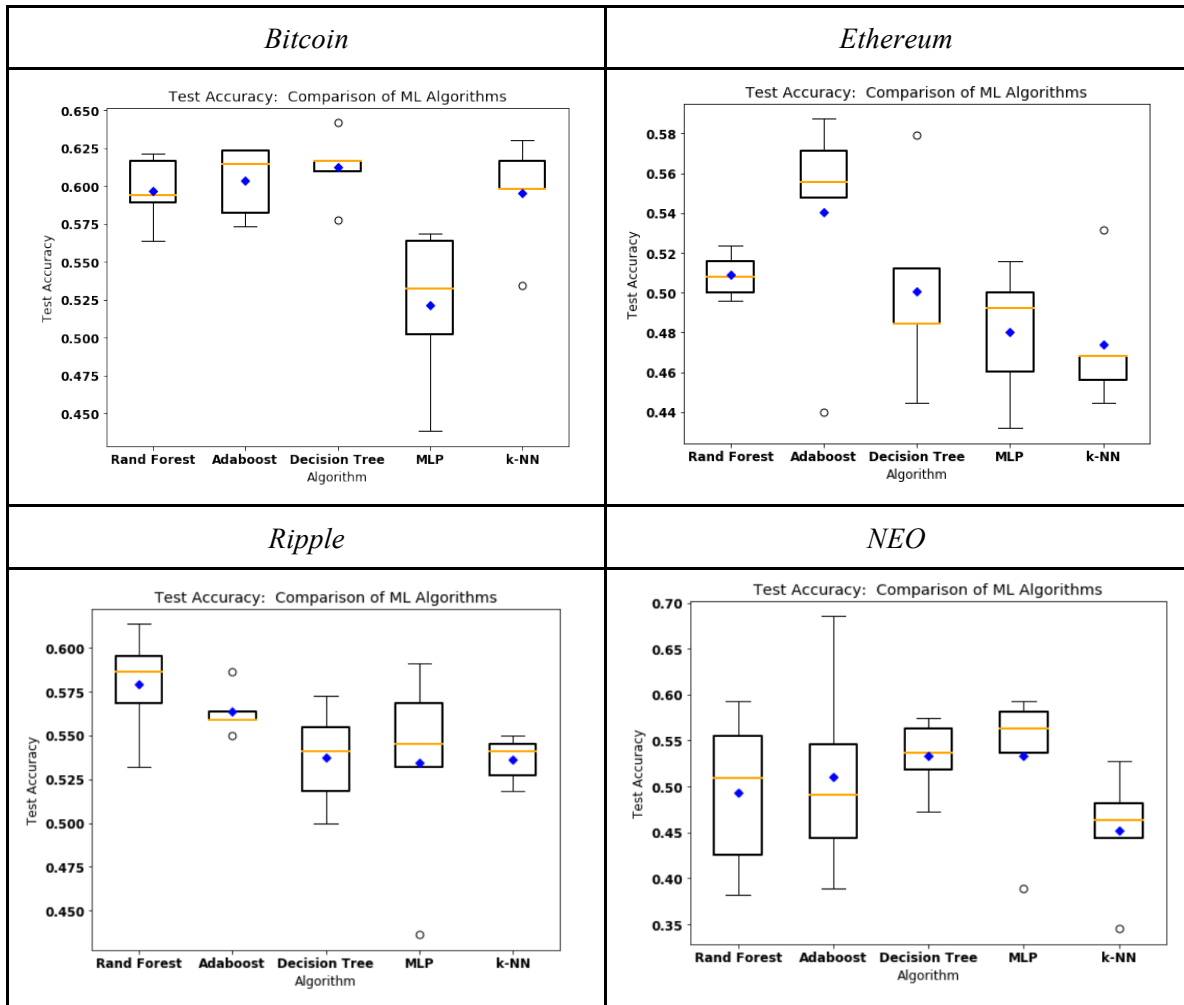 Bitcoin
Ethereum
Test Accuracy:  Comparison of ML Algorithms
0.650
0.625
0.600
0.575
0.550
0.525
0.500
0.475
0.450
Test Accuracy
Rand Forest Adaboost Decision Tree MLP k-NN
Algorithm
Test Accuracy:  Comparison of ML Algorithms
0.58
0.56
0.54
0.52
0.50
0.48
0.46
0.44
Test Accuracy
Rand Forest Adaboost Decision Tree MLP k-NN
Algorithm
Ripple
NEO
Test Accuracy:  Comparison of ML Algorithms
0.600
0.575
0.550
0.525
0.500
0.475
0.450
Test Accuracy
Rand Forest Adaboost Decision Tree MLP k-NN
Algorithm
Test Accuracy:  Comparison of ML Algorithms
0.70
0.65
0.60
0.55
0.50
0.45
0.40
0.35
Test Accuracy
Rand Forest Adaboost Decision Tree MLP k-NN
Algorithm